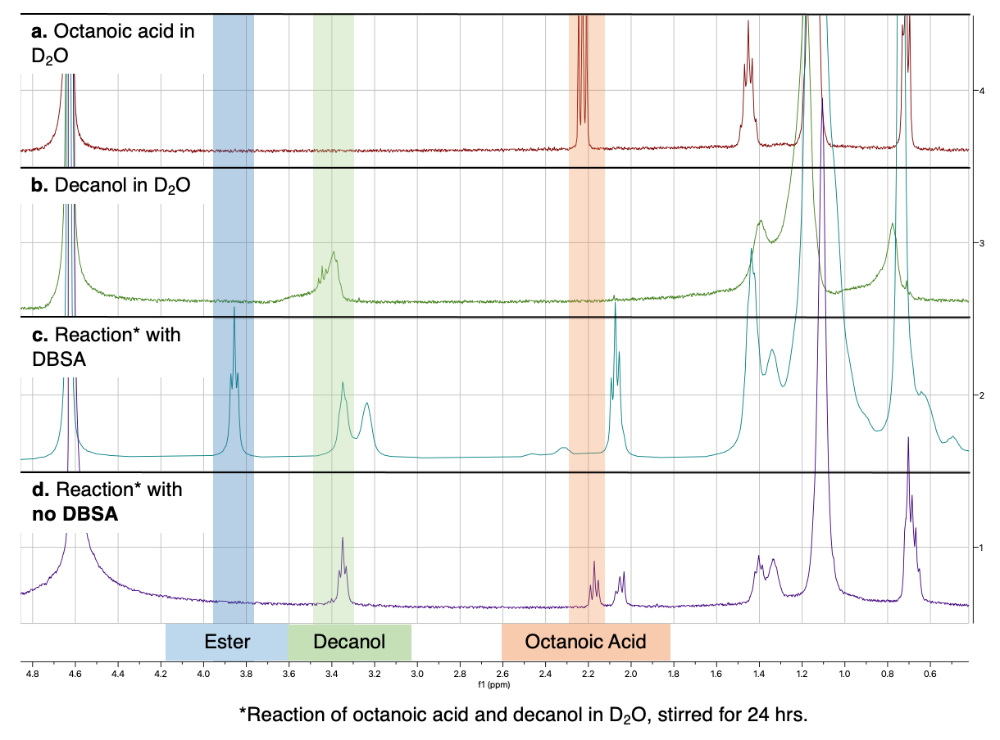 a. Octanoic acid in
D₂O
4
b. Decanol in D₂O
3
c. Reaction* with
DBSA
2
d. Reaction* with
no DBSA
1
Ester Decanol Octanoic Acid
4.8 4.6 4.4 4.2 4.0 3.8 3.6 3.4 3.2 3.0 2.8 2.6 2.4 2.2 2.0 1.8 1.6 1.4 1.2 1.0 0.8 0.6
f1 (ppm)
*Reaction of octanoic acid and decanol in D₂O, stirred for 24 hrs.